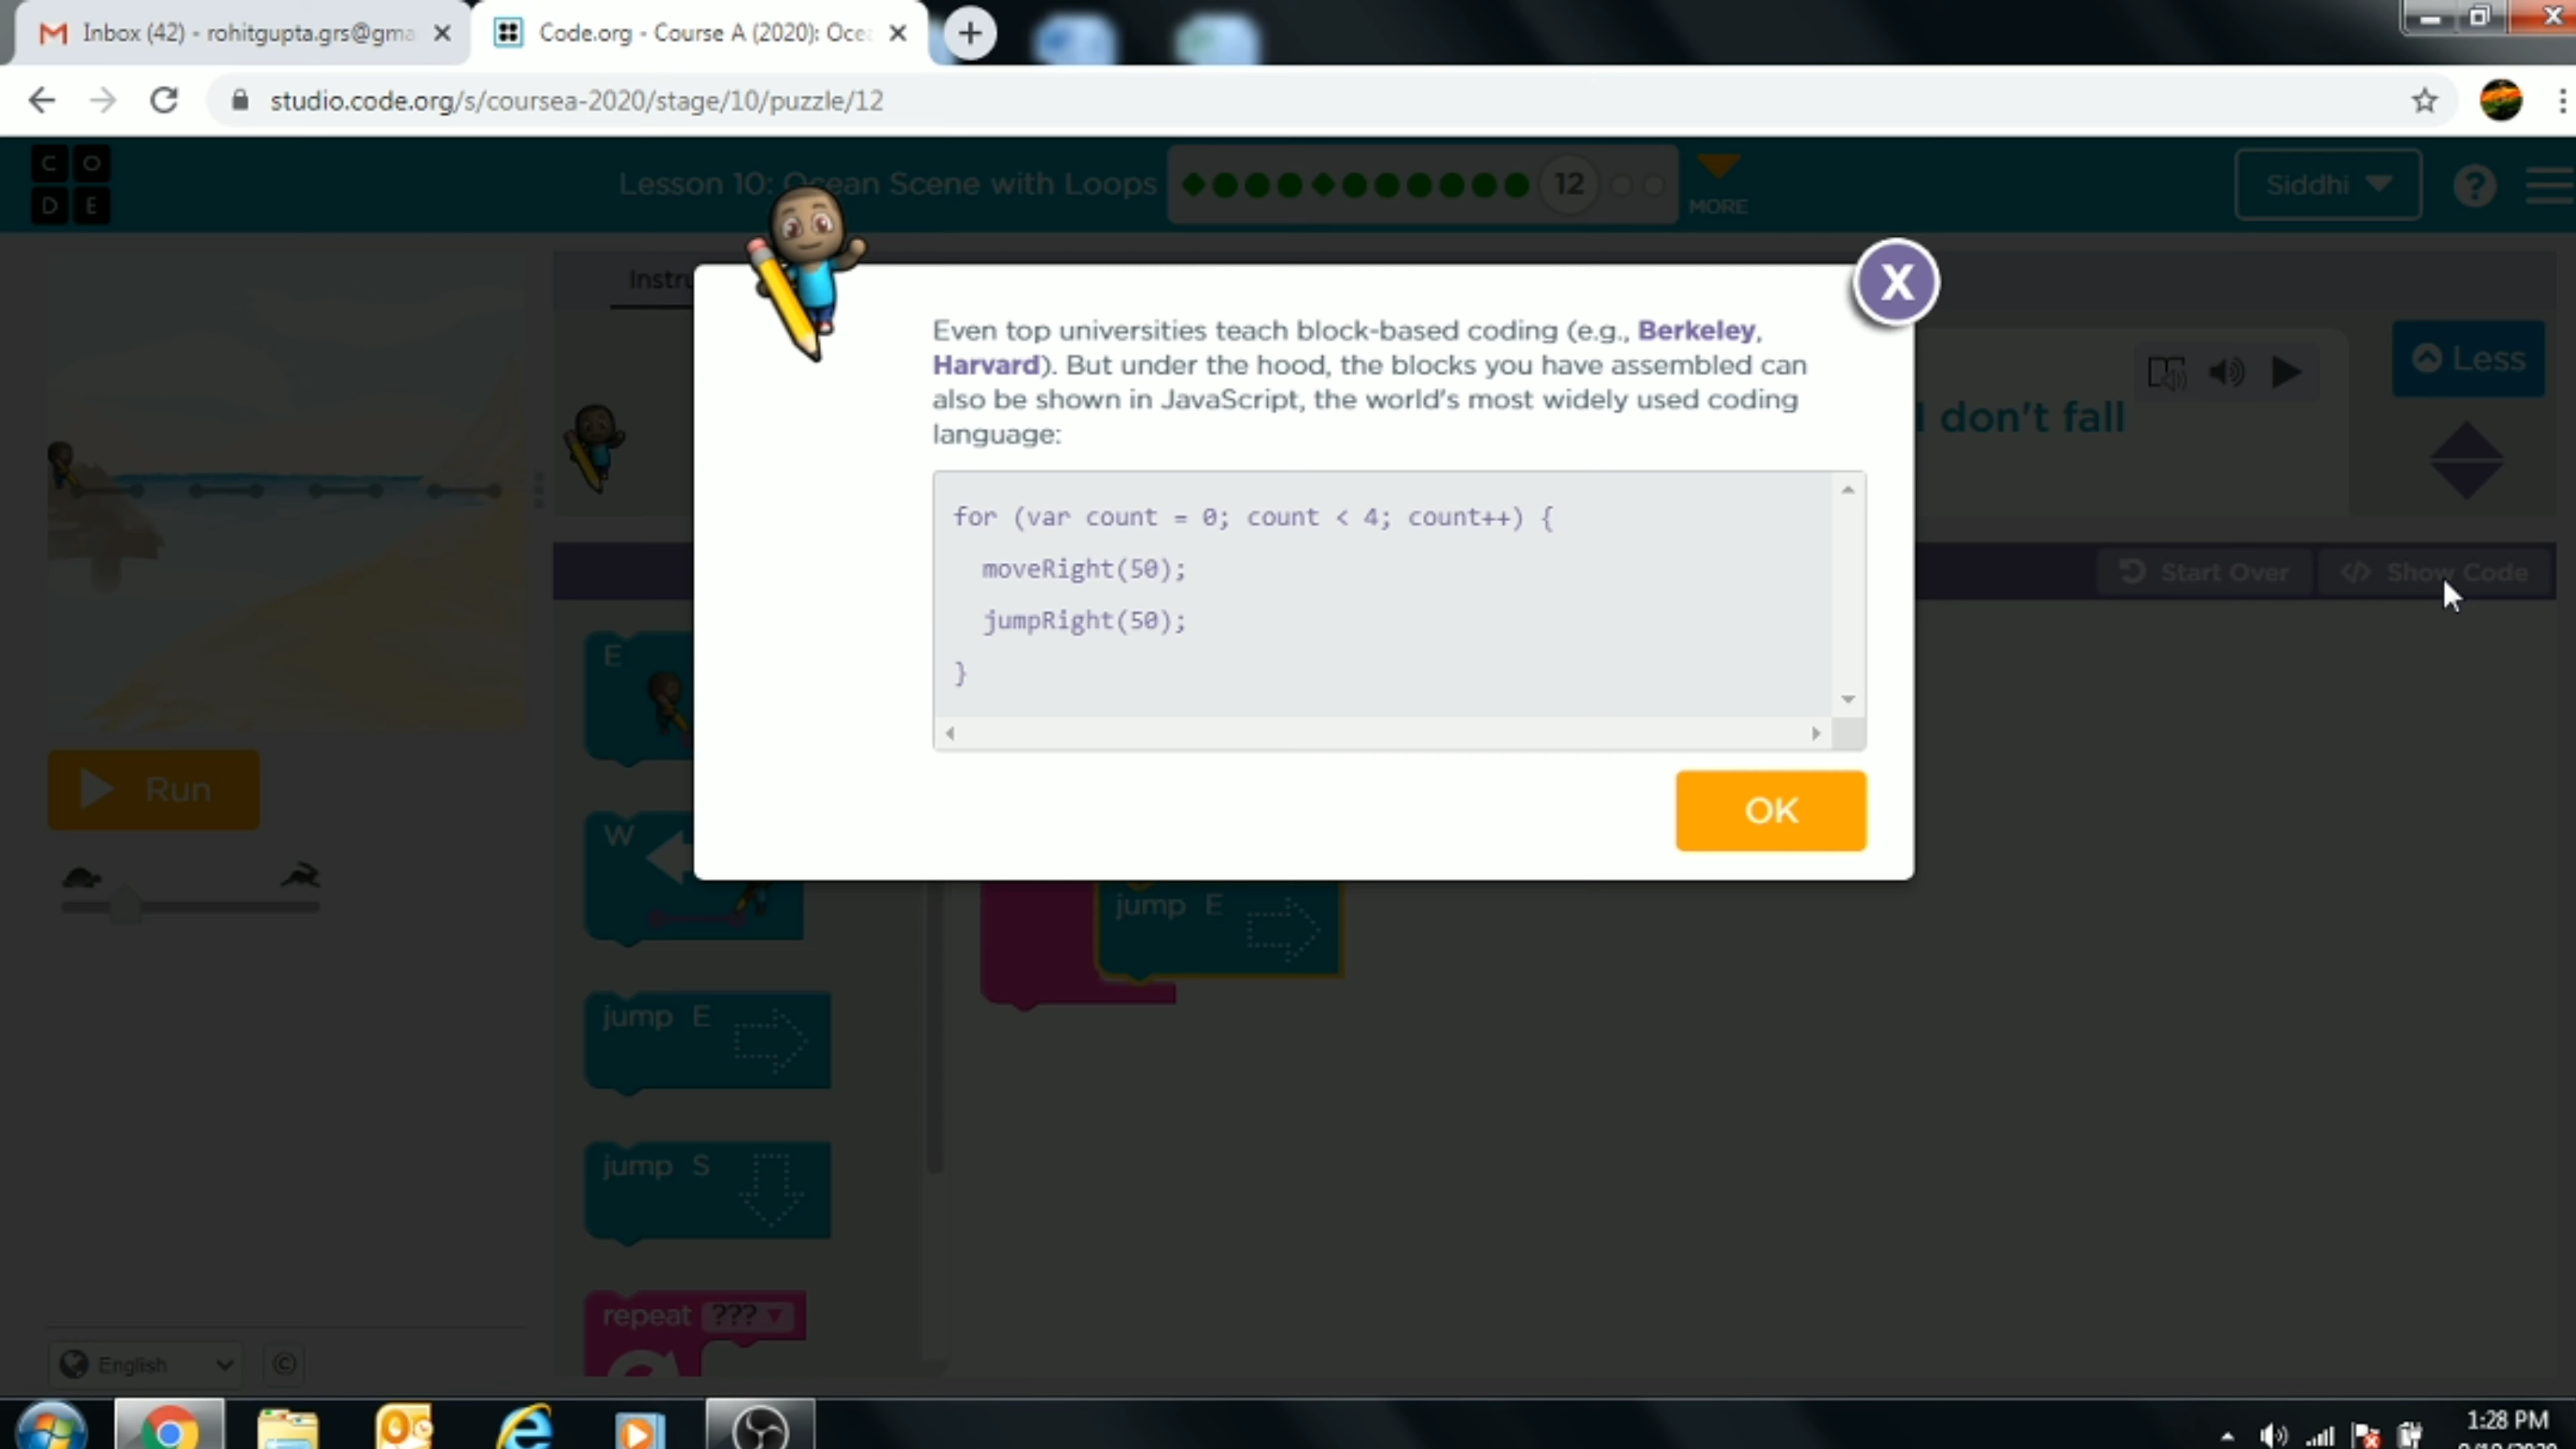 Inbox (42) - rohitgupta.grs@gma
Code.org - Course A (2020): Oce
studio.code.org/s/coursea-2020/stage/10/puzzle/12
C O
D E
Lesson 10: Ocean Scene with Loops
12
MORE
Siddhi
?
Instru
X
Even top universities teach block-based coding (e.g., Berkeley,
Harvard). But under the hood, the blocks you have assembled can
also be shown in JavaScript, the world's most widely used coding
language:
for (var count = 0; count < 4; count++) {
moveRight(50);
jumpRight(50);
}
OK
I don't fall
Less
Start Over
</> Show Code
Run
E
W
jump E
jump S
repeat ???
jump E
English
©
1:28 PM